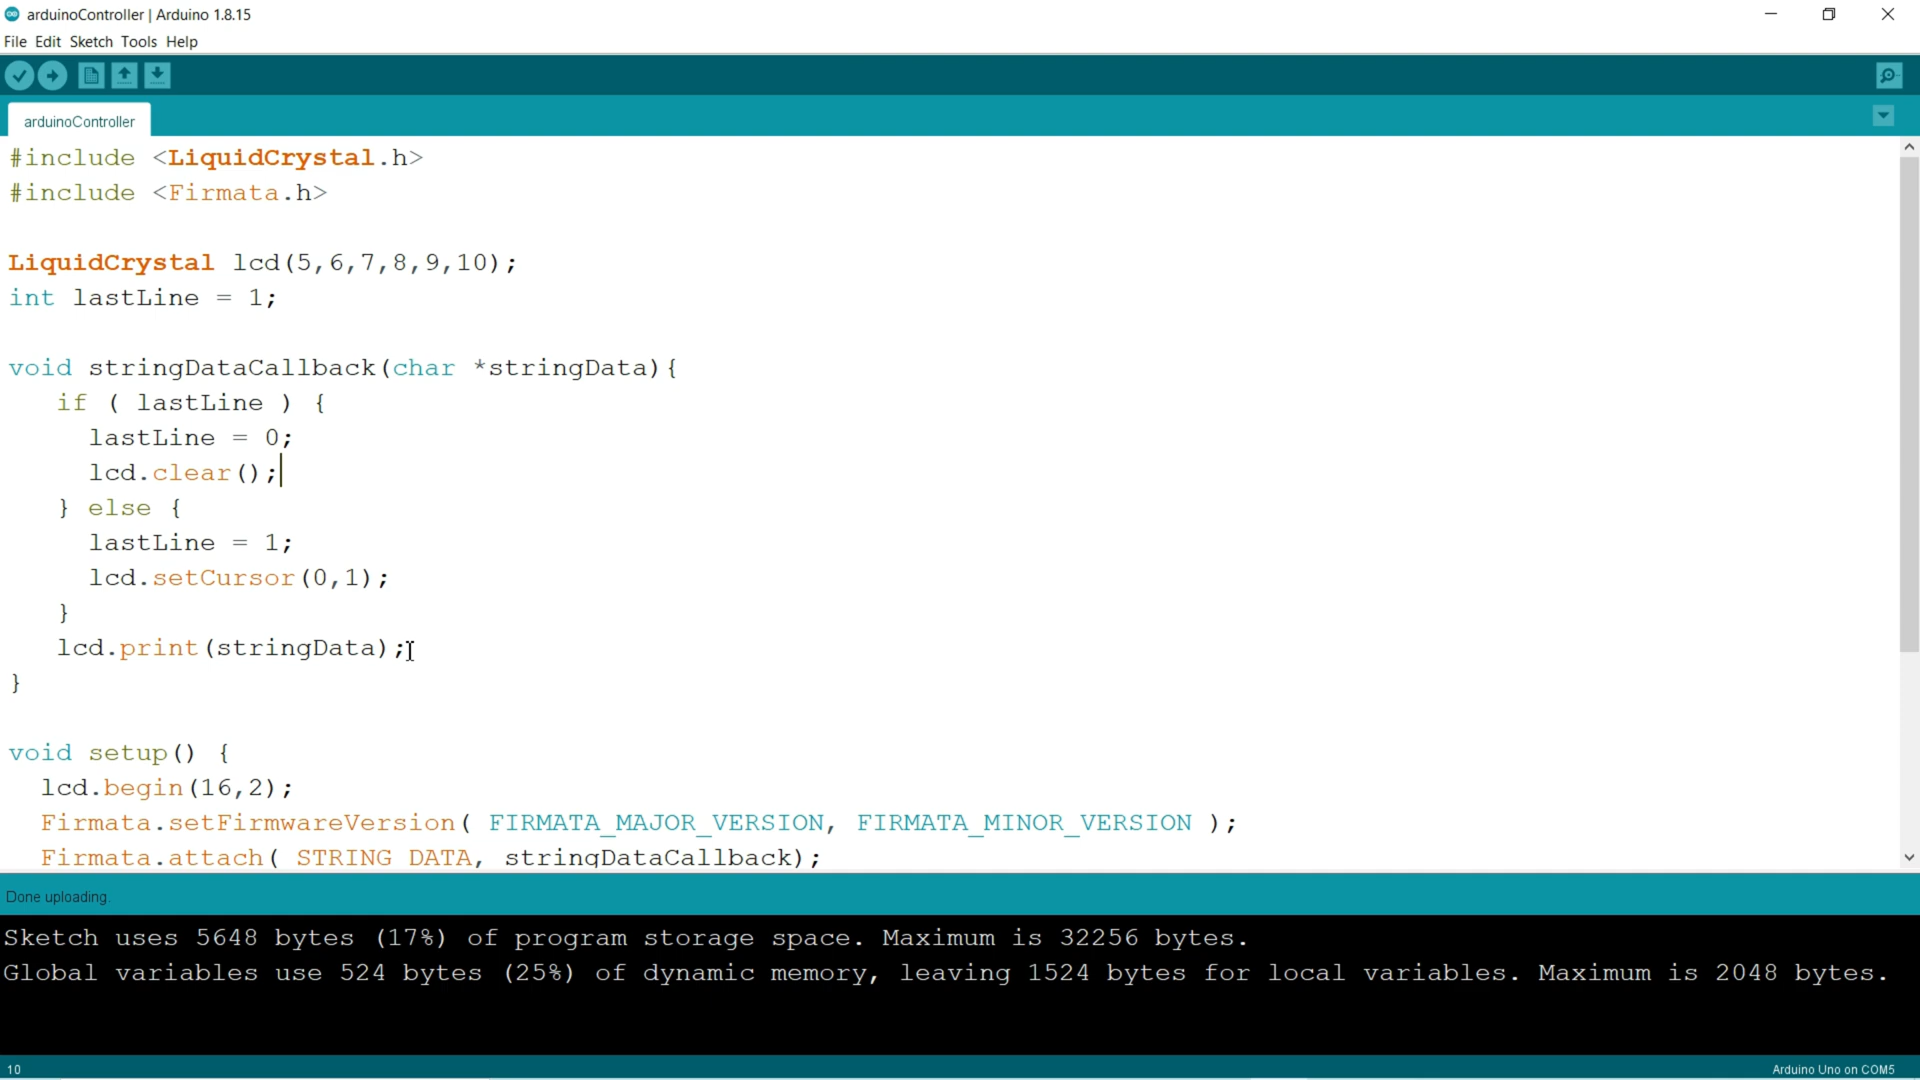 arduinoController | Arduino 1.8.15
File Edit Sketch Tools Help
arduinoController
#include <LiquidCrystal.h>
#include <Firmata.h>
LiquidCrystal lcd(5,6,7,8,9,10);
int lastLine = 1;
void stringDataCallback(char *stringData){
if ( lastLine ) {
lastLine = 0;
lcd.clear();
} else {
lastLine = 1;
lcd.setCursor(0,1);
}
lcd.print(stringData);
}
void setup() {
lcd.begin(16,2);
Firmata.setFirmwareVersion( FIRMATA_MAJOR_VERSION, FIRMATA_MINOR_VERSION );
Firmata.attach( STRING_DATA, stringDataCallback);
Done uploading.
Sketch uses 5648 bytes (17%) of program storage space. Maximum is 32256 bytes.
Global variables use 524 bytes (25%) of dynamic memory, leaving 1524 bytes for local variables. Maximum is 2048 bytes.
10
Arduino Uno on COM5